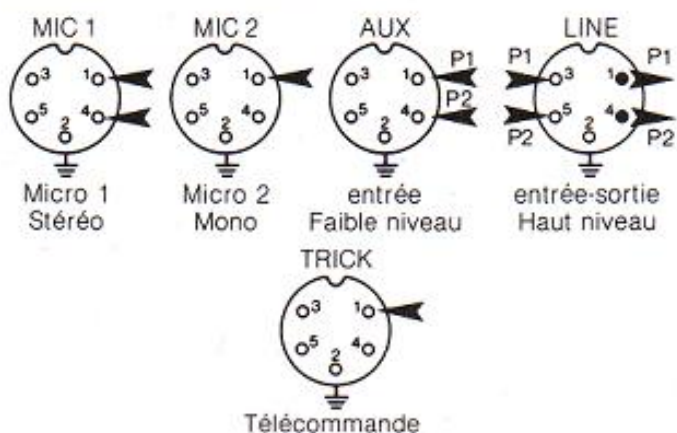 MIC 1 MIC 2 AUX LINE
3 1 3 1 3 1 P1 P1 3 1 P1
5 4 5 4 5 4 P2 5 4
2 2 2 P2 2 P2
Micro 1 Micro 2 entrée entrée-sortie
Stéréo Mono Faible niveau Haut niveau
TRICK
3 1
5 4
2
Télécommande